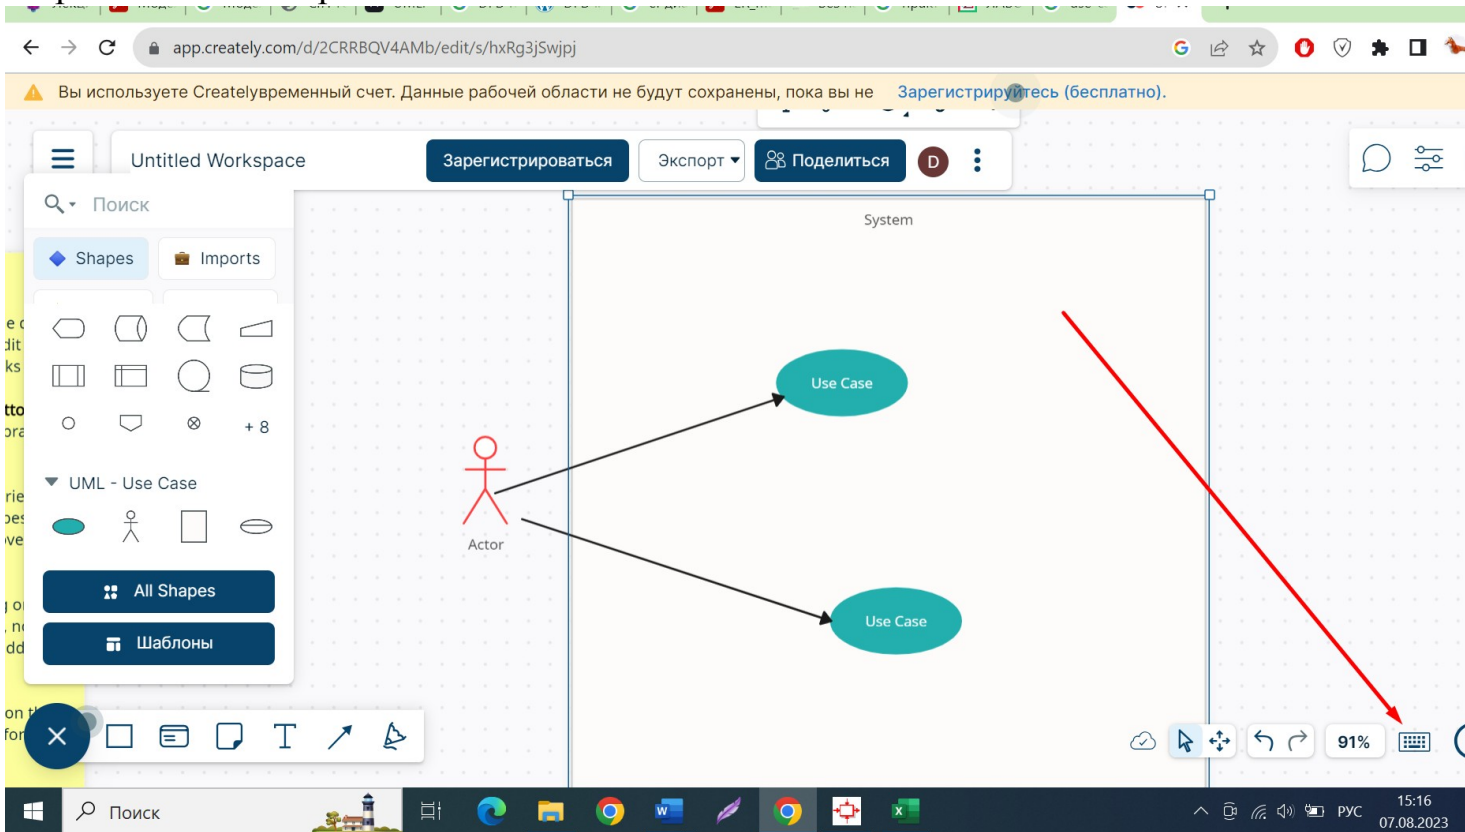 app.creately.com/d/2CRRBQV4AMb/edit/s/hxRg3jSwjpj
Вы используете Createlyвременный счет. Данные рабочей области не будут сохранены, пока вы не Зарегистрируйтесь (бесплатно).
Untitled Workspace
Зарегистрироваться
Экспорт
Поделиться
D
Поиск
Shapes
Imports
System
+ 8
Use Case
UML - Use Case
Actor
All Shapes
Use Case
Шаблоны
T
91%
Поиск
РУС
15:16
07.08.2023